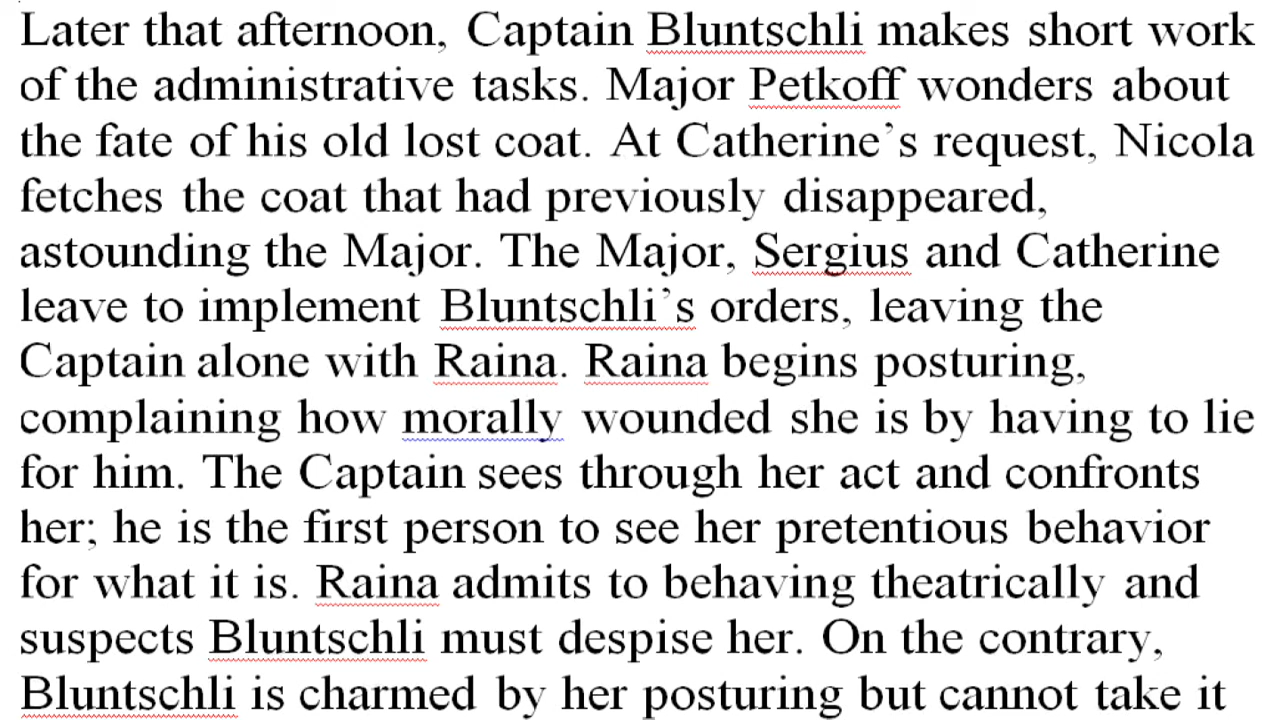 Later that afternoon, Captain Bluntschli makes short work
of the administrative tasks. Major Petkoff wonders about
the fate of his old lost coat. At Catherine’s request, Nicola
fetches the coat that had previously disappeared,
astounding the Major. The Major, Sergius and Catherine
leave to implement Bluntschli’s orders, leaving the
Captain alone with Raina. Raina begins posturing,
complaining how morally wounded she is by having to lie
for him. The Captain sees through her act and confronts
her; he is the first person to see her pretentious behavior
for what it is. Raina admits to behaving theatrically and
suspects Bluntschli must despise her. On the contrary,
Bluntschli is charmed by her posturing but cannot take it